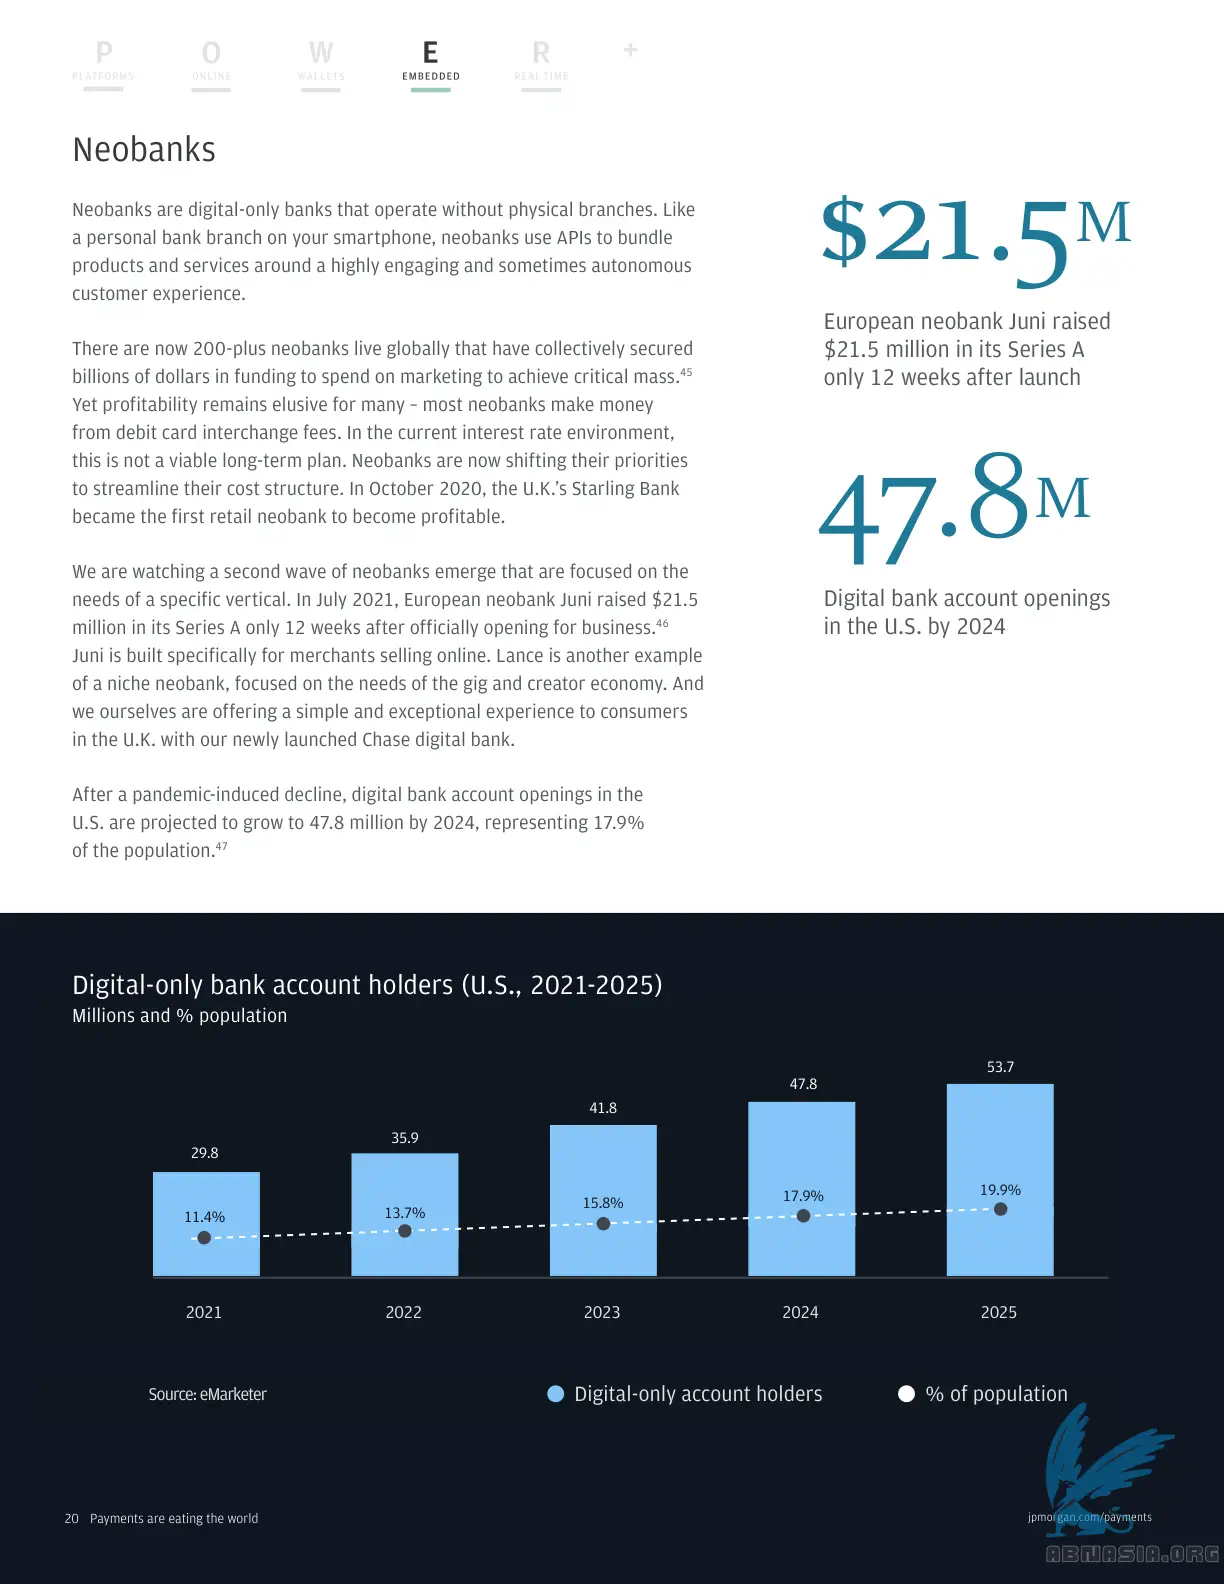 P O W E R +
PLATFORMS ONLINE WALLETS EMBEDDED REAL TIME
Neobanks
Neobanks are digital-only banks that operate without physical branches. Like
a personal bank branch on your smartphone, neobanks use APIs to bundle
products and services around a highly engaging and sometimes autonomous
customer experience.
There are now 200-plus neobanks live globally that have collectively secured
billions of dollars in funding to spend on marketing to achieve critical mass.45
Yet profitability remains elusive for many – most neobanks make money
from debit card interchange fees. In the current interest rate environment,
this is not a viable long-term plan. Neobanks are now shifting their priorities
to streamline their cost structure. In October 2020, the U.K.’s Starling Bank
became the first retail neobank to become profitable.
We are watching a second wave of neobanks emerge that are focused on the
needs of a specific vertical. In July 2021, European neobank Juni raised $21.5
million in its Series A only 12 weeks after officially opening for business.46
Juni is built specifically for merchants selling online. Lance is another example
of a niche neobank, focused on the needs of the gig and creator economy. And
we ourselves are offering a simple and exceptional experience to consumers
in the U.K. with our newly launched Chase digital bank.
After a pandemic-induced decline, digital bank account openings in the
U.S. are projected to grow to 47.8 million by 2024, representing 17.9%
of the population.47
$21.5M
European neobank Juni raised
$21.5 million in its Series A
only 12 weeks after launch
47.8M
Digital bank account openings
in the U.S. by 2024
Digital-only bank account holders (U.S., 2021-2025)
Millions and % population
29.8 35.9 41.8 47.8 53.7
11.4% 13.7% 15.8% 17.9% 19.9%
2021 2022 2023 2024 2025
Source: eMarketer
Digital-only account holders
% of population
20 Payments are eating the world
jpmorgan.com/payments
ABNASIA.ORG